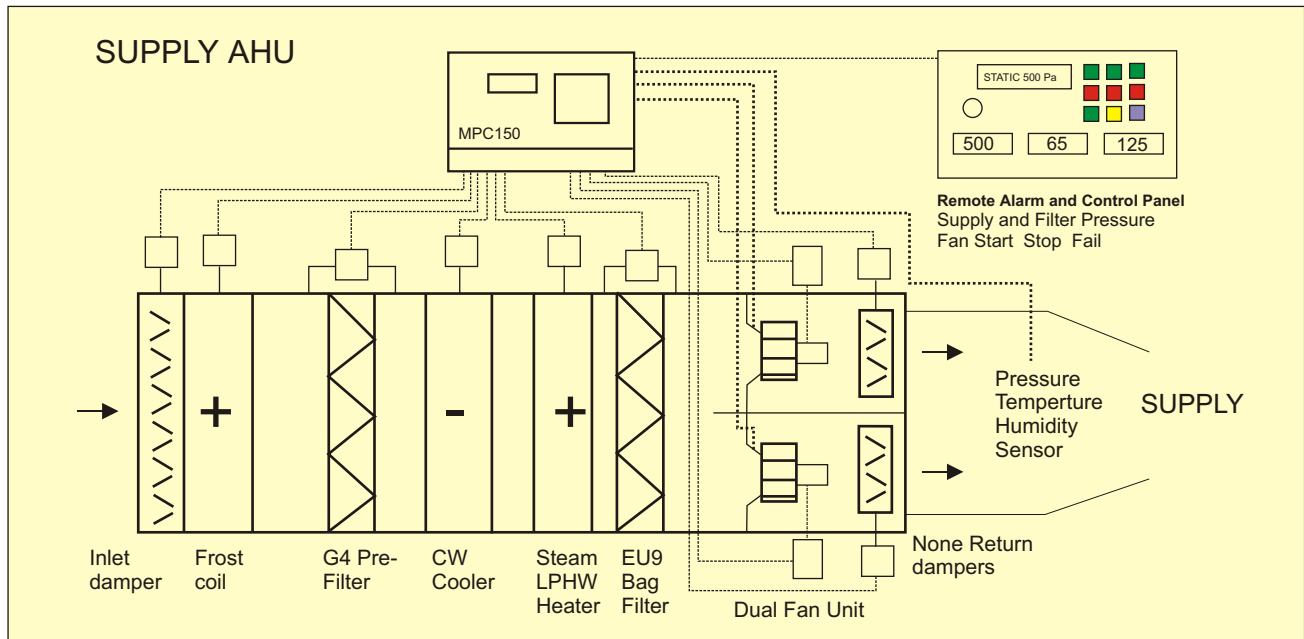 SUPPLY AHU
MPC150
STATIC 500 Pa
500
65
125
Remote Alarm and Control Panel
Supply and Filter Pressure
Fan Start Stop Fail
Pressure
Temperture
Humidity
Sensor
SUPPLY
Inlet
damper
Frost
coil
G4 Pre-
Filter
CW
Cooler
Steam
LPHW
Heater
EU9
Bag
Filter
Dual Fan Unit
None Return
dampers